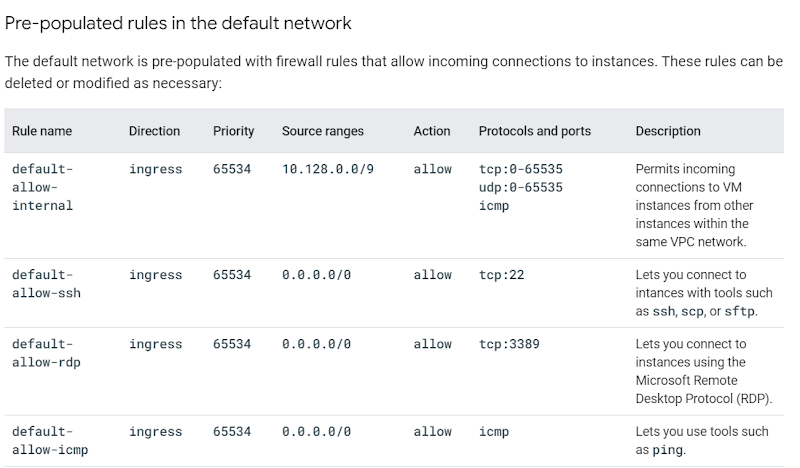 Pre-populated rules in the default network
The default network is pre-populated with firewall rules that allow incoming connections to instances. These rules can be
deleted or modified as necessary:
Rule name Direction Priority Source ranges Action Protocols and ports Description
default- ingress 65534 10.128.0.0/9 allow tcp:0-65535 Permits incoming
allow- udp:0-65535 connections to VM
internal icmp instances from other
instances within the
same VPC network.
default- ingress 65534 0.0.0.0/0 allow tcp:22 Lets you connect to
allow-ssh intances with tools such
as ssh, scp, or sftp.
default- ingress 65534 0.0.0.0/0 allow tcp:3389 Lets you connect to
allow-rdp instances using the
Microsoft Remote
Desktop Protocol (RDP).
default- ingress 65534 0.0.0.0/0 allow icmp Lets you use tools such
allow-icmp as ping.